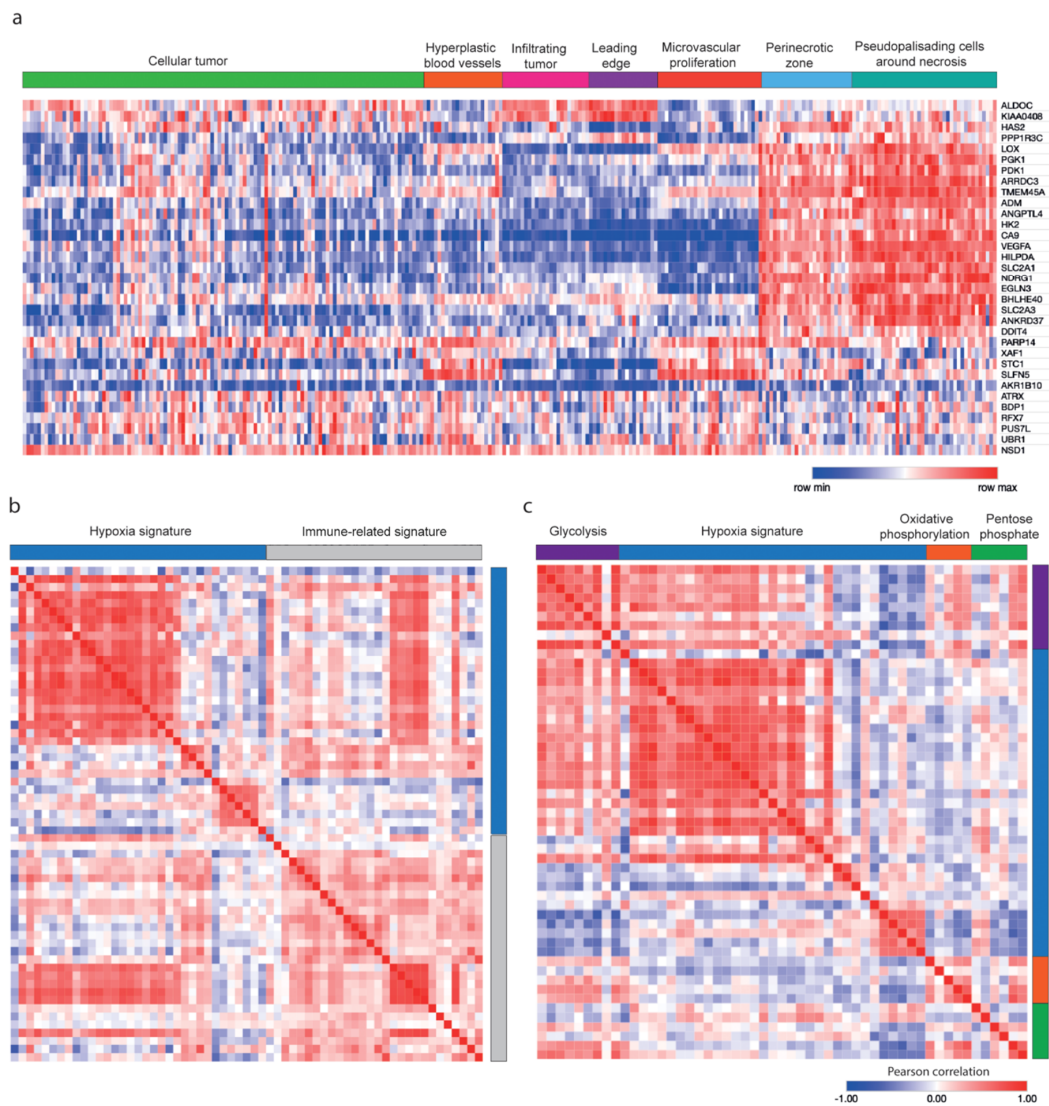 a
Cellular tumor
Hyperplastic
blood vessels
Infiltrating
tumor
Leading
edge
Microvascular
proliferation
Perinecrotic
zone
Pseudopalisading cells
around necrosis
ALDOC
KIAA0408
HAS2
PPP1R3C
LOX
PGK1
PDK1
ARRDC3
TMEM45A
ADM
ANGPTL4
HK2
CA9
VEGFA
HILPDA
SLC2A1
NDRG1
EGLN3
BHLHE40
SLC2A3
ANKRD37
DDIT4
PARP14
XAF1
STC1
SLFN5
AKR1B10
ATRX
BDP1
RFX7
PUS7L
UBR1
NSD1
row min
row max
b
Hypoxia signature
Immune-related signature
c
Glycolysis
Hypoxia signature
Oxidative
phosphorylation
Pentose
phosphate
Pearson correlation
-1.00
0.00
1.00